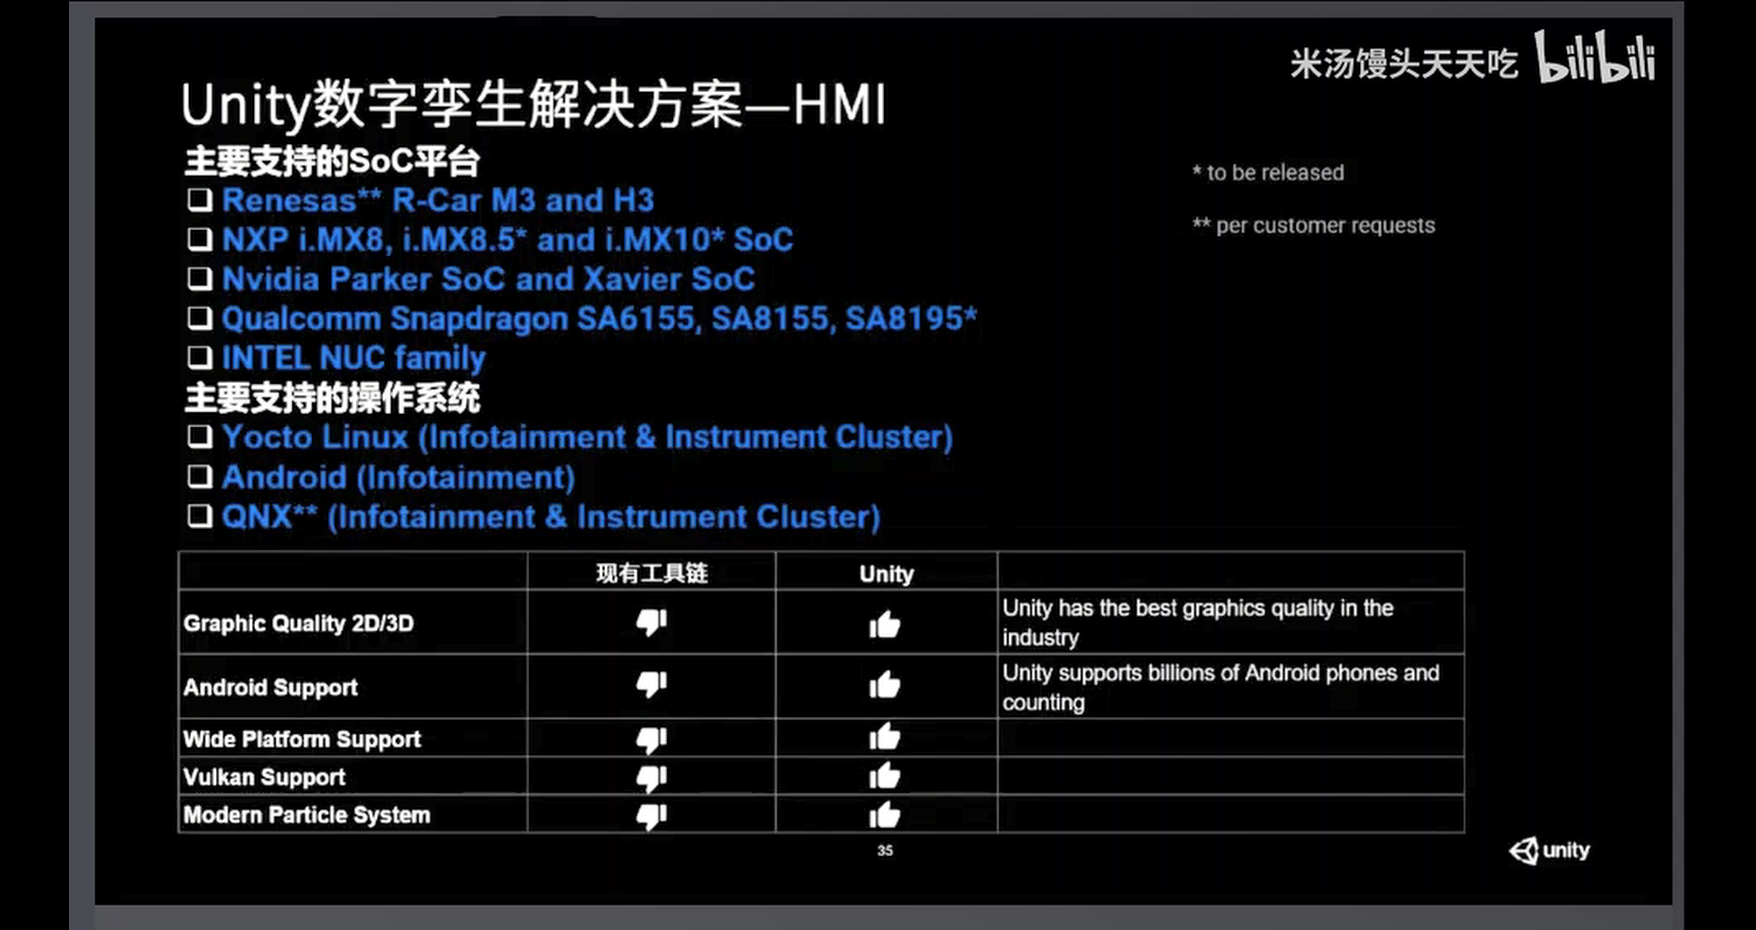 米汤馒头天天吃 bilibili
Unity数字孪生解决方案—HMI
主要支持的SoC平台
Renesas** R-Car M3 and H3
NXP i.MX8, i.MX8.5* and i.MX10* SoC
Nvidia Parker SoC and Xavier SoC
Qualcomm Snapdragon SA6155, SA8155, SA8195*
INTEL NUC family
主要支持的操作系统
Yocto Linux (Infotainment & Instrument Cluster)
Android (Infotainment)
QNX** (Infotainment & Instrument Cluster)
* to be released
** per customer requests
现有工具链 Unity
Graphic Quality 2D/3D
Unity has the best graphics quality in the
industry
Android Support
Unity supports billions of Android phones and
counting
Wide Platform Support
Vulkan Support
Modern Particle System
35
unity